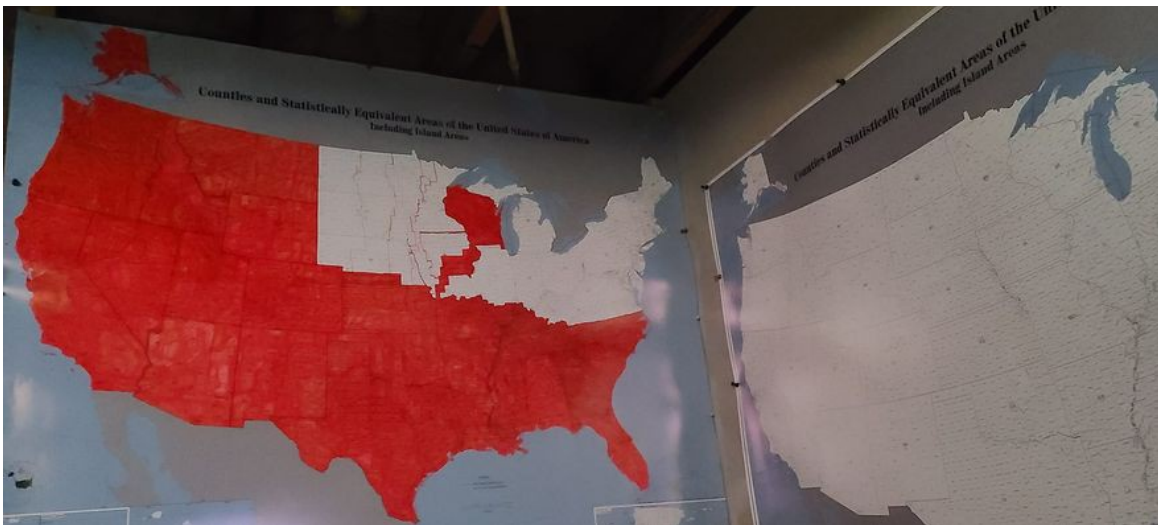 Counties and Statistically Equivalent Areas of the United States of America
Including Island Areas
Counties and Statistically Equivalent Areas of the
Including Island Areas